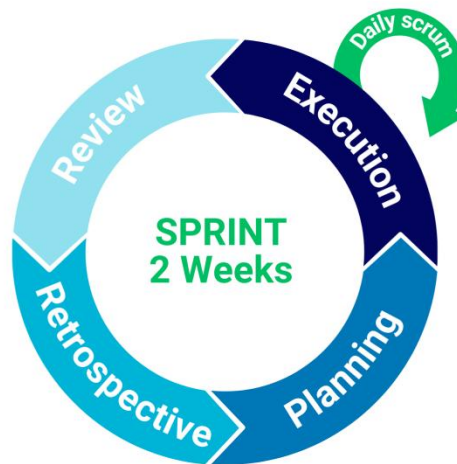 Daily scrum
Execution
Review
SPRINT
2 Weeks
Retrospective
Planning